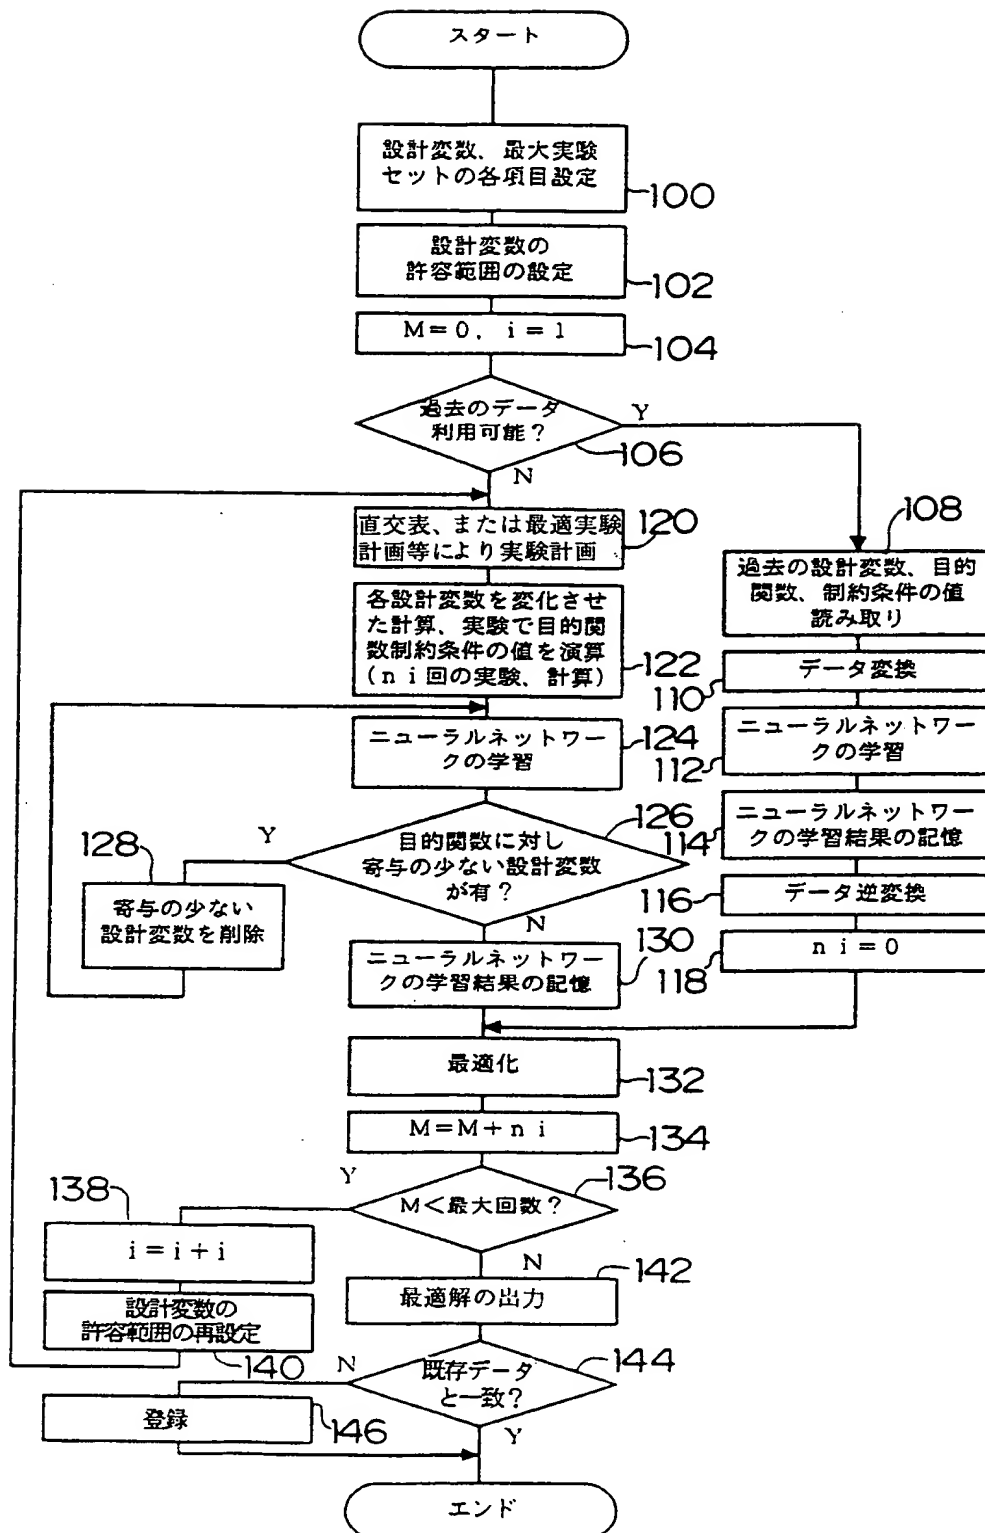 スタート
設計変数、最大実験
セットの各項目設定
100
設計変数の
許容範囲の設定
102
M=0. i=1
104
過去のデータ
利用可能?
Y
106
N
直交表、または最適実験
計画等により実験計画
120
各設計変数を変化させ
た計算、実験で目的関
数制約条件の値を演算
(ni回の実験、計算)
122
ニューラルネットワー
クの学習
124
目的関数に対し
寄与の少ない設計変数
が有?
126
Y
128
寄与の少ない
設計変数を削除
N
ニューラルネットワー
クの学習結果の記憶
130
108
過去の設計変数、目的
関数、制約条件の値
読み取り
データ変換
110
ニューラルネットワー
クの学習
112
ニューラルネットワー
クの学習結果の記憶
114
データ逆変換
116
ni=0
118
最適化
132
M=M+ni
134
M<最大回数?
136
Y
138
i=i+i
設計変数の
許容範囲の再設定
140
N
最適解の出力
142
既存データ
と一致?
144
N
登録
146
Y
エンド